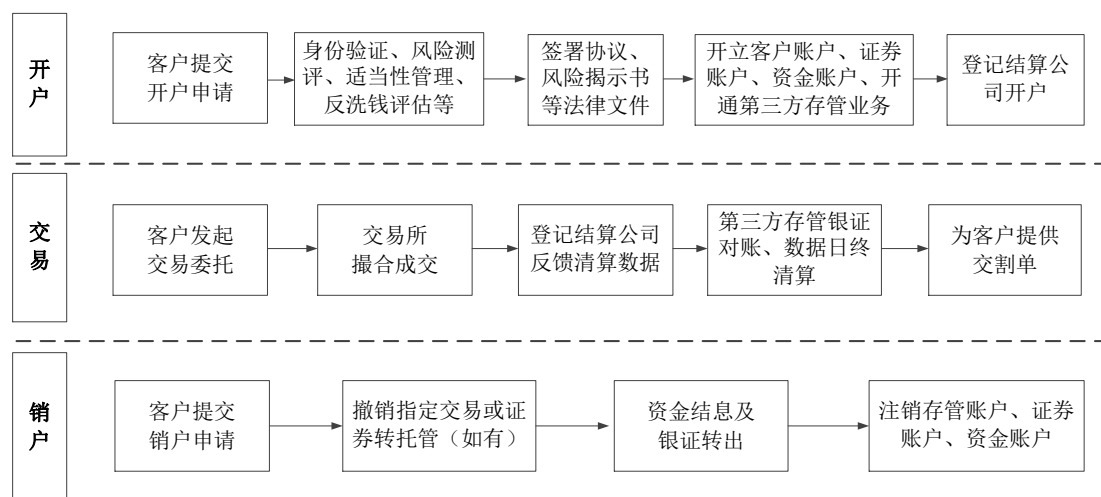 开
户
客户提交
开户申请
身份验证、风险测
评、适当性管理、
反洗钱评估等
签署协议、
风险揭示书
等法律文件
开立客户账户、证券
账户、资金账户、开
通第三方存管业务
登记结算公
司开户
交
易
客户发起
交易委托
交易所
撮合成交
登记结算公司
反馈清算数据
第三方存管银证
对账、数据日终
清算
为客户提供
交割单
销
户
客户提交
销户申请
撤销指定交易或证
券转托管（如有）
资金结息及
银证转出
注销存管账户、证券
账户、资金账户